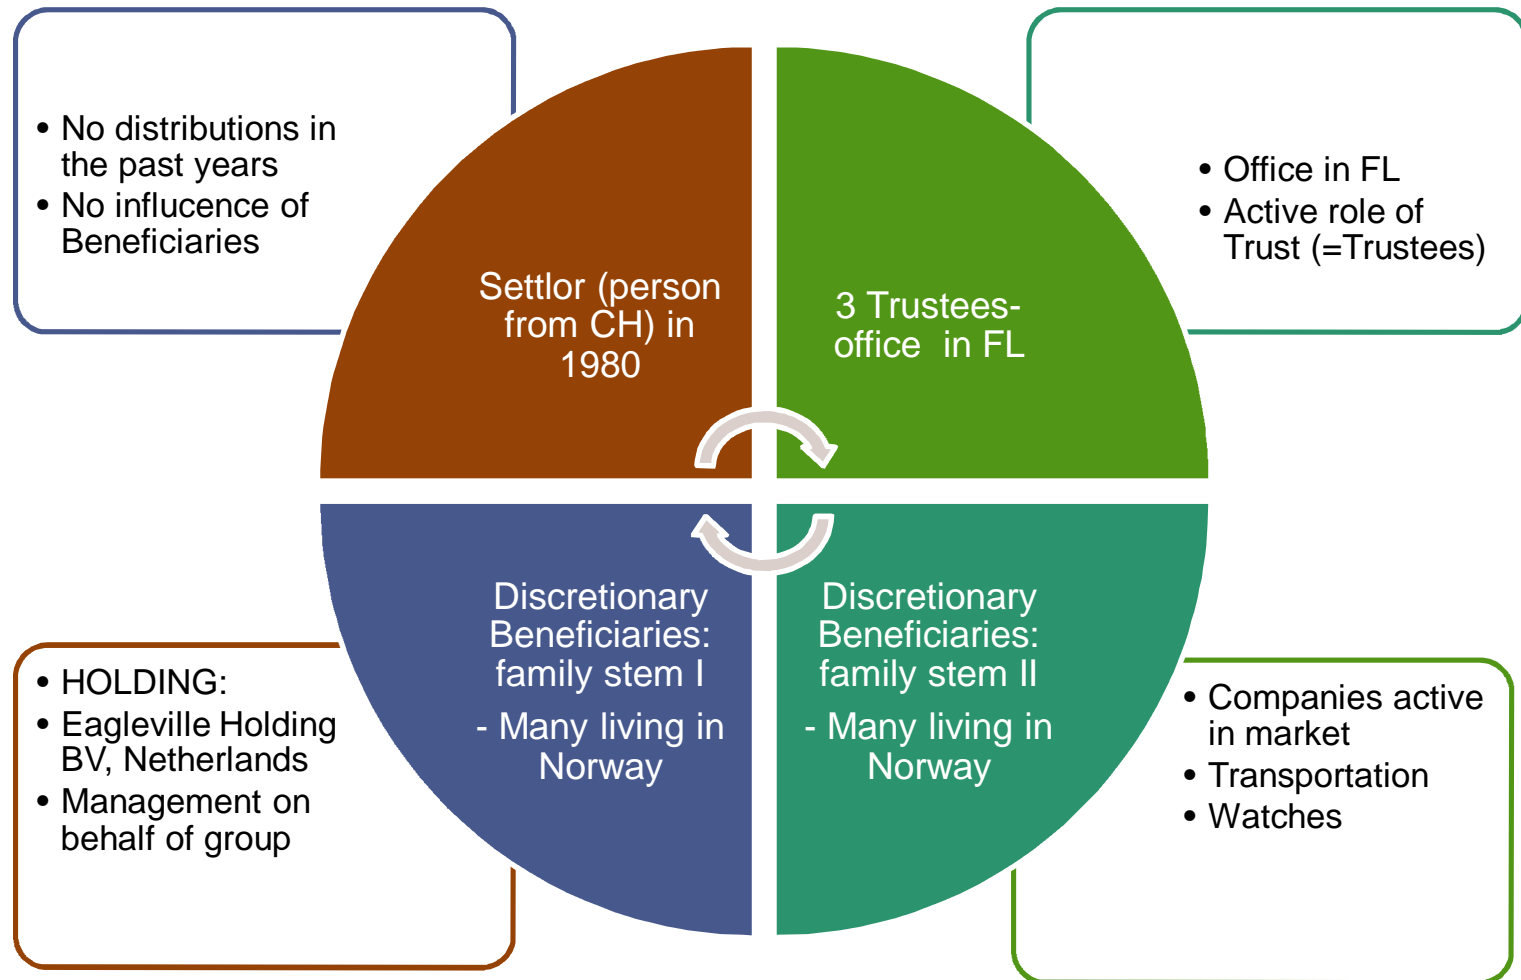 • No distributions in
the past years
• No influcence of
Beneficiaries
Settlor (person
from CH) in
1980
3 Trustees-
office in FL
• Office in FL
• Active role of
Trust (=Trustees)
• HOLDING:
• Eagleville Holding
BV, Netherlands
• Management on
behalf of group
Discretionary
Beneficiaries:
family stem I
- Many living in
Norway
Discretionary
Beneficiaries:
family stem II
- Many living in
Norway
• Companies active
in market
• Transportation
• Watches